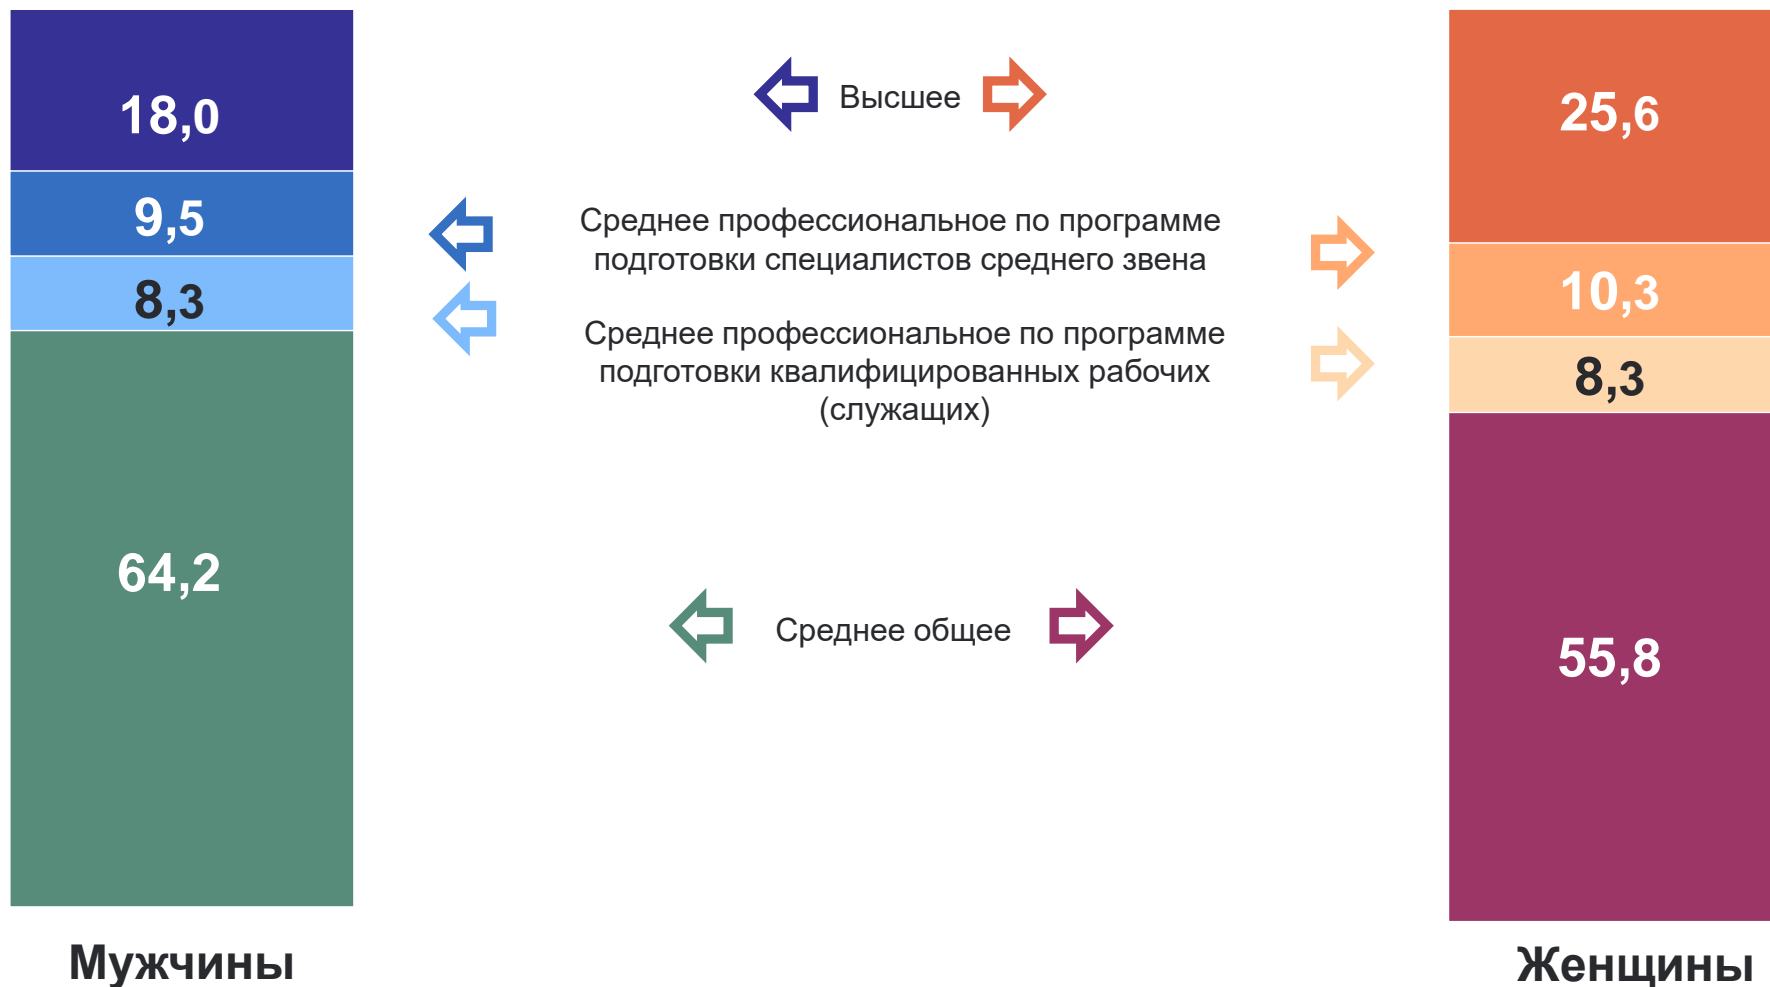 18,0
Высшее
25,6
9,5
Среднее профессиональное по программе
подготовки специалистов среднего звена
10,3
8,3
Среднее профессиональное по программе
подготовки квалифицированных рабочих
(служащих)
8,3
64,2
Среднее общее
55,8
Мужчины
Женщины